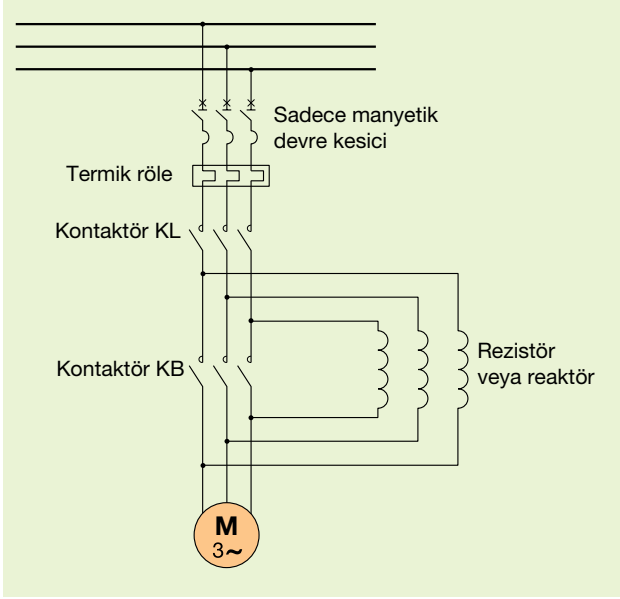 Sadece manyetik
devre kesici
Termik röle
Kontaktör KL
Kontaktör KB
Rezistör
veya reaktör
M
3~